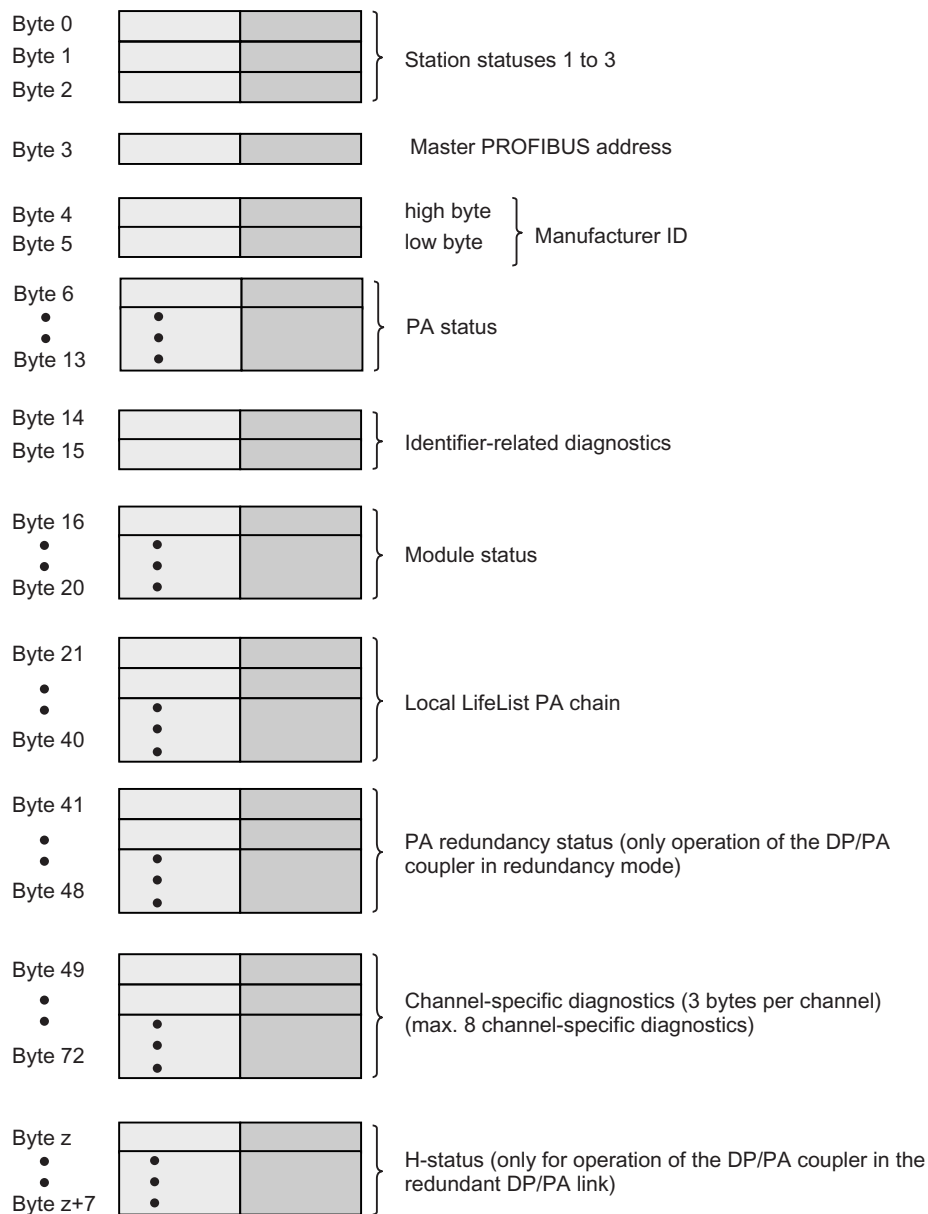 Byte 0
Byte 1
Byte 2
Station statuses 1 to 3
Byte 3
Master PROFIBUS address
Byte 4
Byte 5
high byte
low byte
Manufacturer ID
Byte 6
Byte 13
PA status
Byte 14
Byte 15
Identifier-related diagnostics
Byte 16
Byte 20
Module status
Byte 21
Byte 40
Local LifeList PA chain
Byte 41
Byte 48
PA redundancy status (only operation of the DP/PA
coupler in redundancy mode)
Byte 49
Byte 72
Channel-specific diagnostics (3 bytes per channel)
(max. 8 channel-specific diagnostics)
Byte z
Byte z+7
H-status (only for operation of the DP/PA coupler in the
redundant DP/PA link)